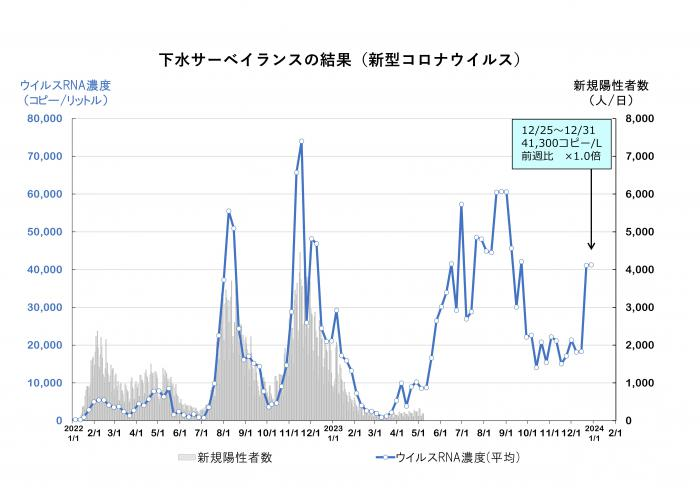 下水サーベイランスの結果（新型コロナウイルス）
ウイルスRNA濃度
（コピー/リットル）
新規陽性者数
（人/日）
12/25～12/31
41,300コピー/L
前週比　×1.0倍
80,000
70,000
60,000
50,000
40,000
30,000
20,000
10,000
0
8,000
7,000
6,000
5,000
4,000
3,000
2,000
1,000
0
2022 2023 2024
1/1 2/1 3/1 4/1 5/1 6/1 7/1 8/1 9/1 10/1 11/1 12/1 1/1 2/1 3/1 4/1 5/1 6/1 7/1 8/1 9/1 10/1 11/1 12/1 1/1 2/1
新規陽性者数 ウイルスRNA濃度(平均)